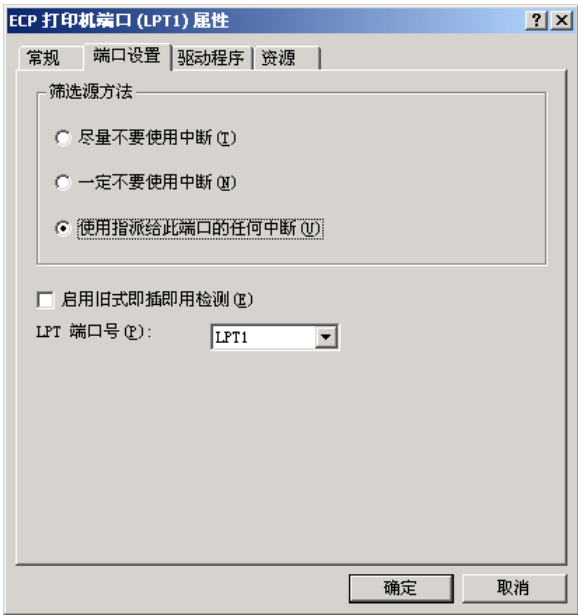 ECP 打印机端口 (LPT1) 属性
常规 端口设置 驱动程序 资源
筛选源方法
尽量不要使用中断(T)
一定不要使用中断(N)
使用指派给此端口的任何中断(U)
启用旧式即插即用检测(E)
LPT 端口号(P): LPT1
确定 取消